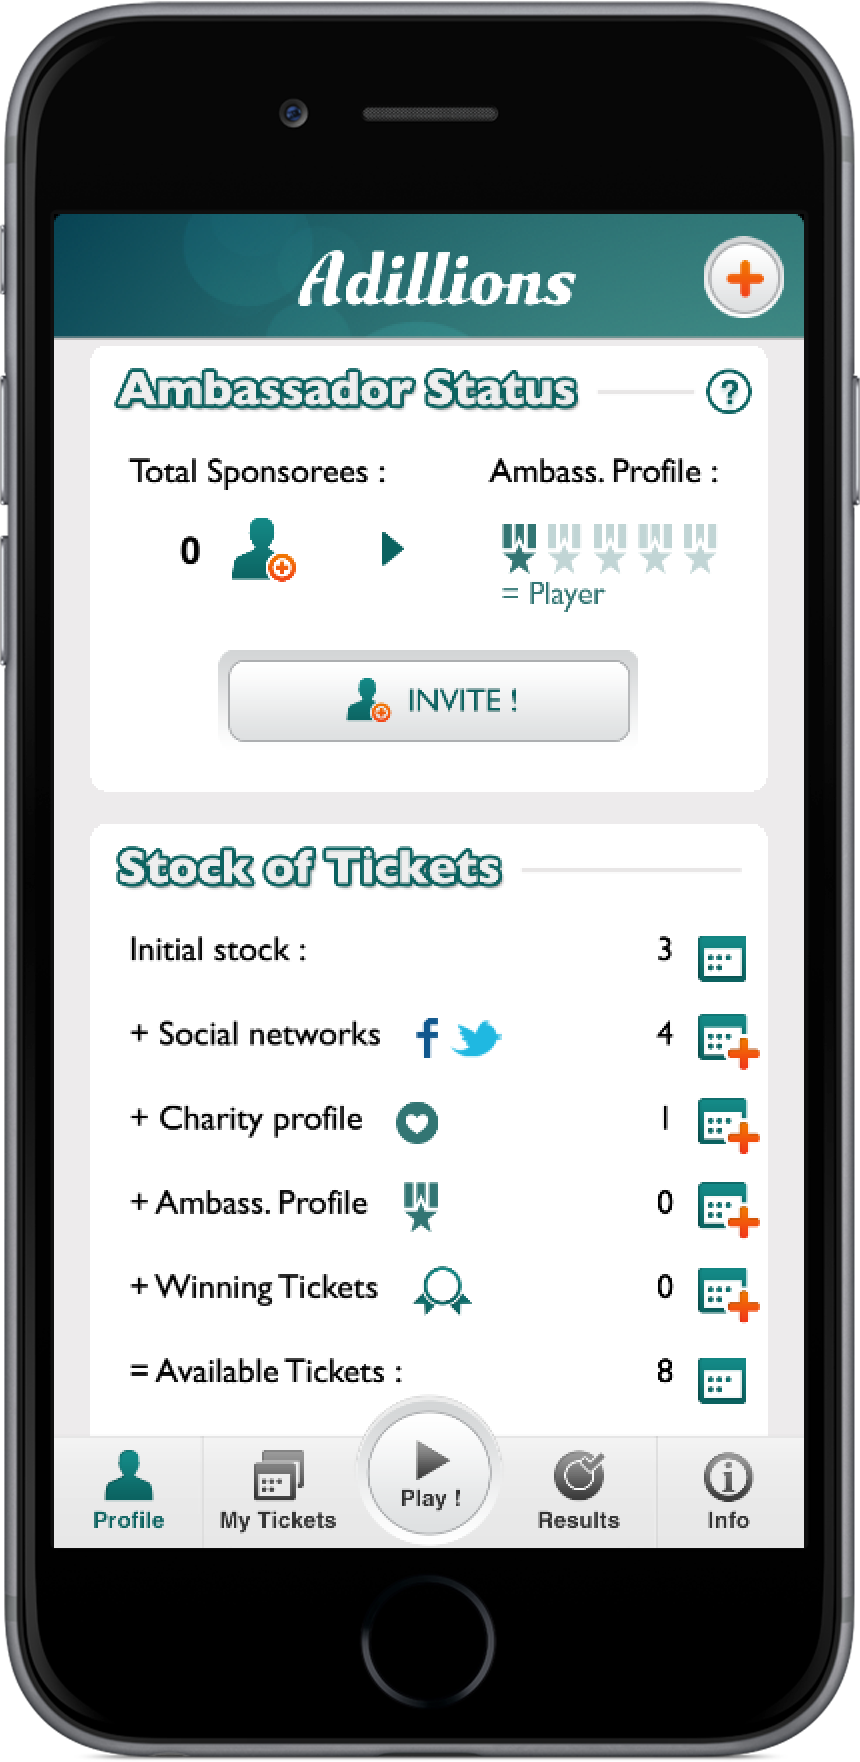 Adillions
Ambassador Status ?
Total Sponsorees : Ambass. Profile :
0
= Player
INVITE !
Stock of Tickets
Initial stock : 3
+ Social networks 4
+ Charity profile 1
+ Ambass. Profile 0
+ Winning Tickets 0
= Available Tickets : 8
Play !
Profile My Tickets Results Info